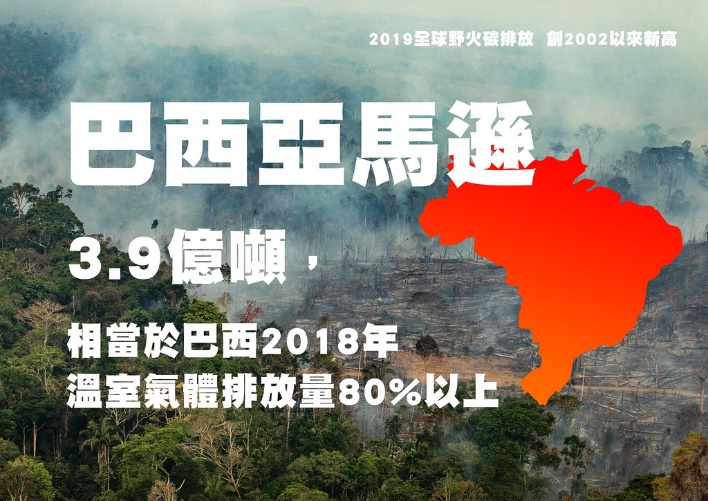 2019全球野火碳排放 創2002以來新高
巴西亞馬遜
3.9億噸，
相當於巴西2018年
溫室氣體排放量80%以上